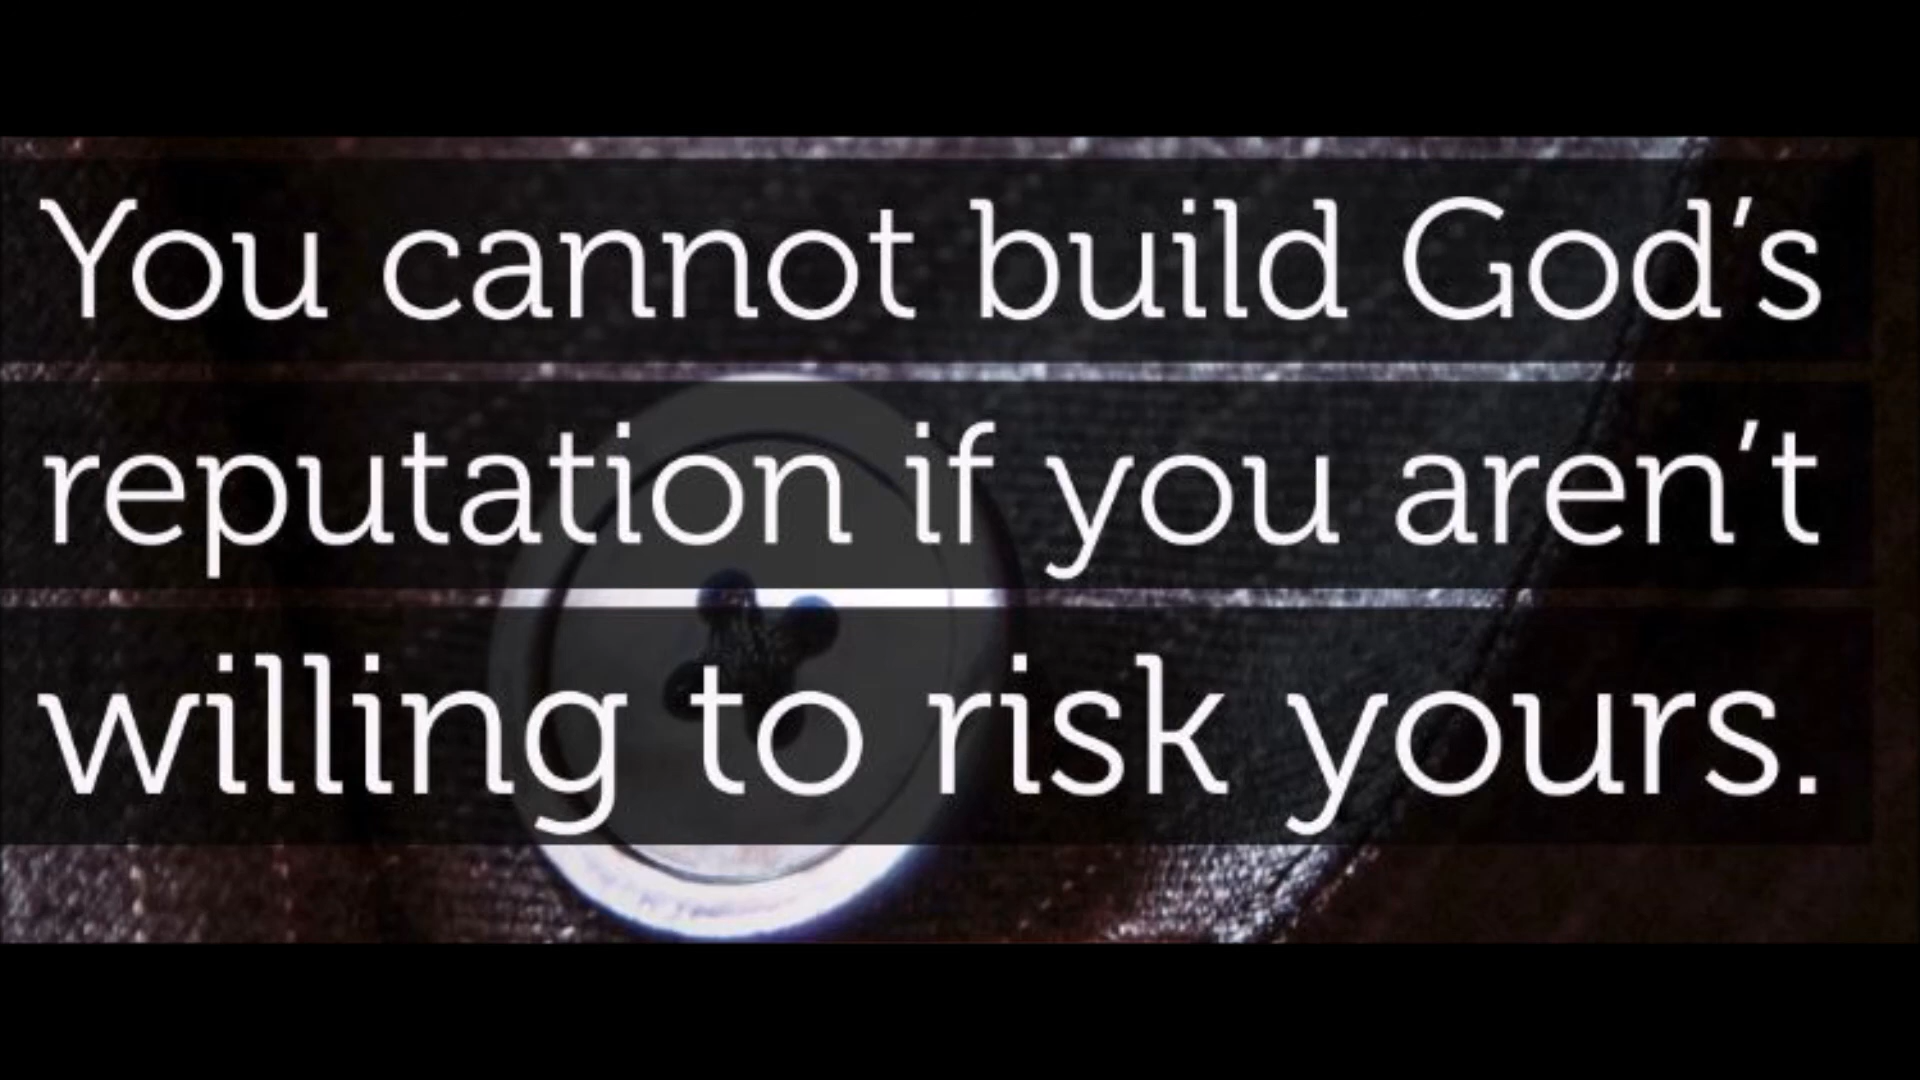 You cannot build God’s
reputation if you aren’t
willing to risk yours.